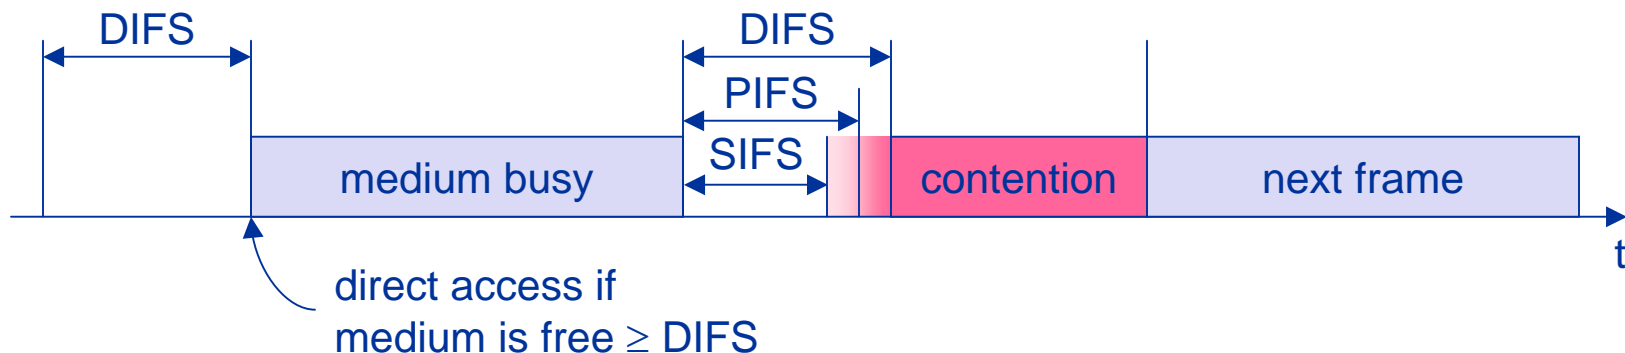 DIFS
DIFS
PIFS
SIFS
medium busy
contention
next frame
t
direct access if
medium is free ≥ DIFS